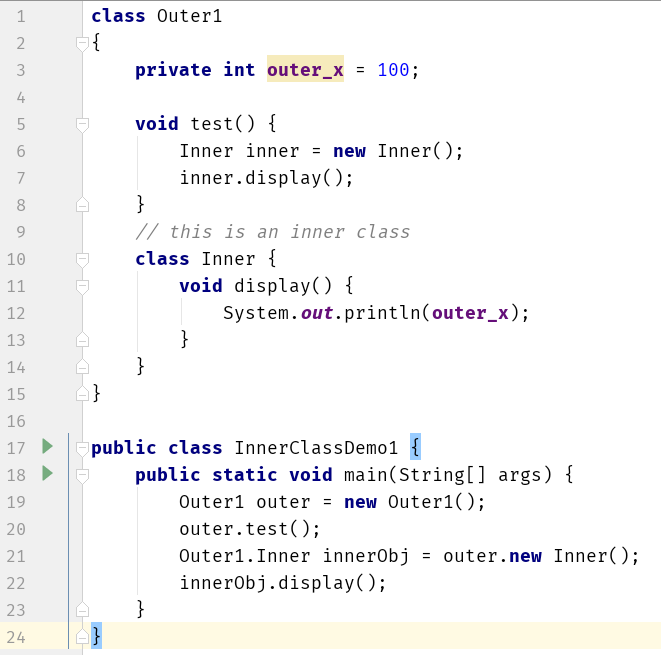 1 class Outer1
2 {
3     private int outer_x = 100;
4
5     void test() {
6         Inner inner = new Inner();
7         inner.display();
8     }
9     // this is an inner class
10     class Inner {
11         void display() {
12             System.out.println(outer_x);
13         }
14     }
15 }
16
17 public class InnerClassDemo1 {
18     public static void main(String[] args) {
19         Outer1 outer = new Outer1();
20         outer.test();
21         Outer1.Inner innerObj = outer.new Inner();
22         innerObj.display();
23     }
24 }